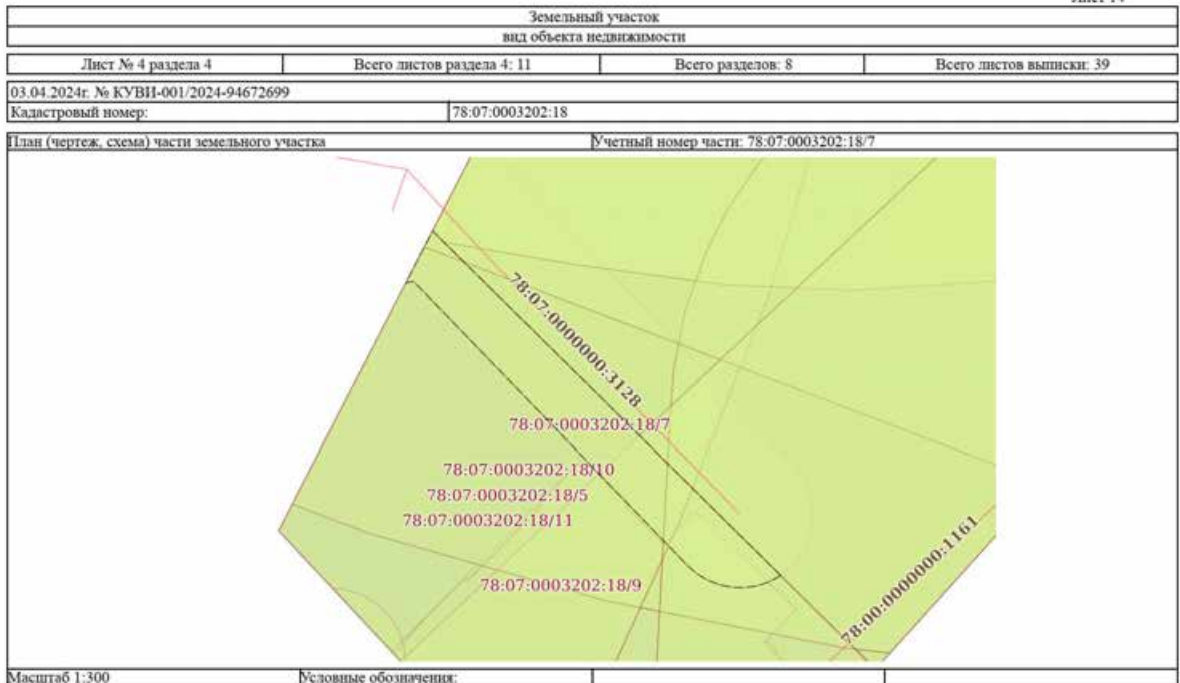 Земельный участок
вид объекта недвижимости
Лист № 4 раздела 4 Всего листов раздела 4: 11 Всего разделов: 8 Всего листов выписки: 39
03.04.2024г. № КУВИ-001/2024-94672699
Кадастровый номер: 78:07:0003202:18
План (чертеж, схема) части земельного участка Учетный номер части: 78:07:0003202:18/7
78:07:0000000:3128
78:07:0003202:18/7
78:07:0003202:18/10
78:07:0003202:18/5
78:07:0003202:18/11
78:07:0003202:18/9
78:00:0000000:1161
Масштаб 1:300 Условные обозначения: